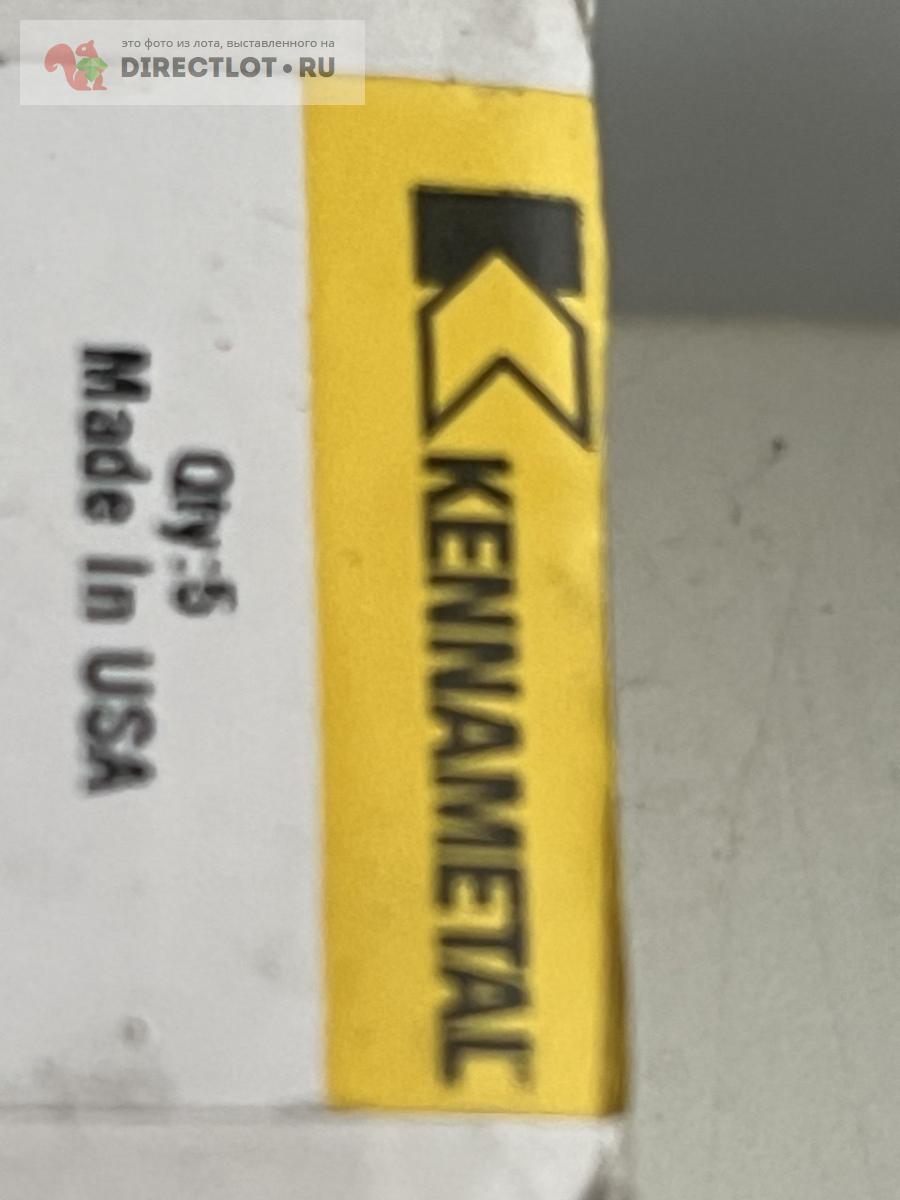 это фото из лота, выставленного на
DIRECTLOT•RU
KENNAMETAL
Qty:5
Made In USA